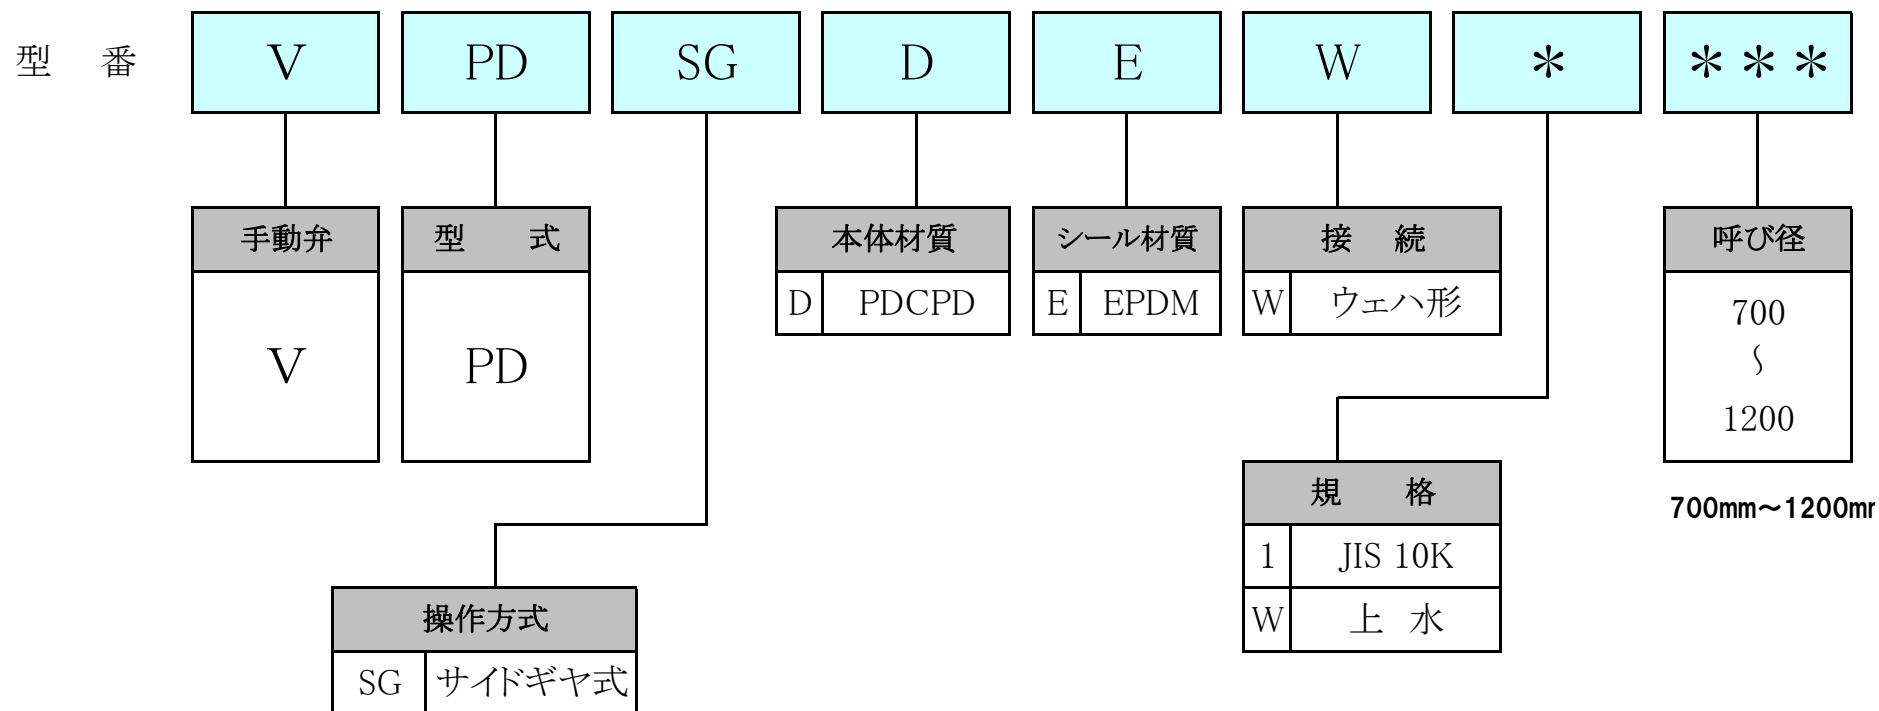 型 番 V PD SG D E W * ***
手動弁 型 式 本体材質 シール材質 接 続 呼び径
D PDCPD E EPDM W ウェハ形
V PD
700
～
1200
規 格
700mm～1200mm
1 JIS 10K
W 上 水
操作方式
SG サイドギヤ式